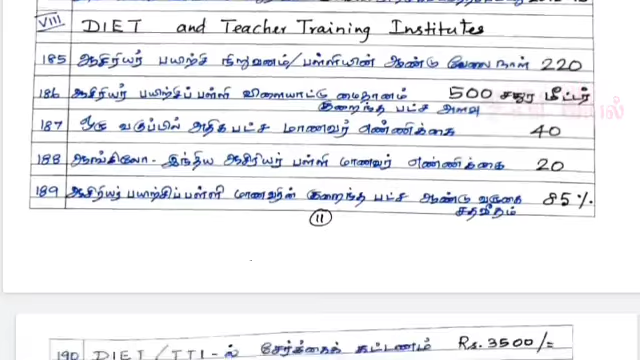 VIII DIET and Teacher Training Institutes
185 ஆசிரியர் பயிற்சி நிறுவனம்/பள்ளியின் ஆண்டு வேலை நாள் 220
186 ஆசிரியர் பயிற்சிப் பள்ளி விளையாட்டு மைதானம் 500 சதுர மீட்டர்
குறைந்த பட்ச அளவு
187 ஒரு வகுப்பில் அதிக பட்ச மாணவர் எண்ணிக்கை 40
188 ஆங்கிலோ - இந்திய ஆசிரியர் பள்ளி மாணவர் எண்ணிக்கை 20
189 ஆசிரியர் பயிற்சிப்பள்ளி மாணவரின் குறைந்த பட்ச ஆண்டு வருகை 85%
சதவீதம்
11
190 DIET/TTI-ல் சேர்க்கைக் கட்டணம் Rs.3500/=